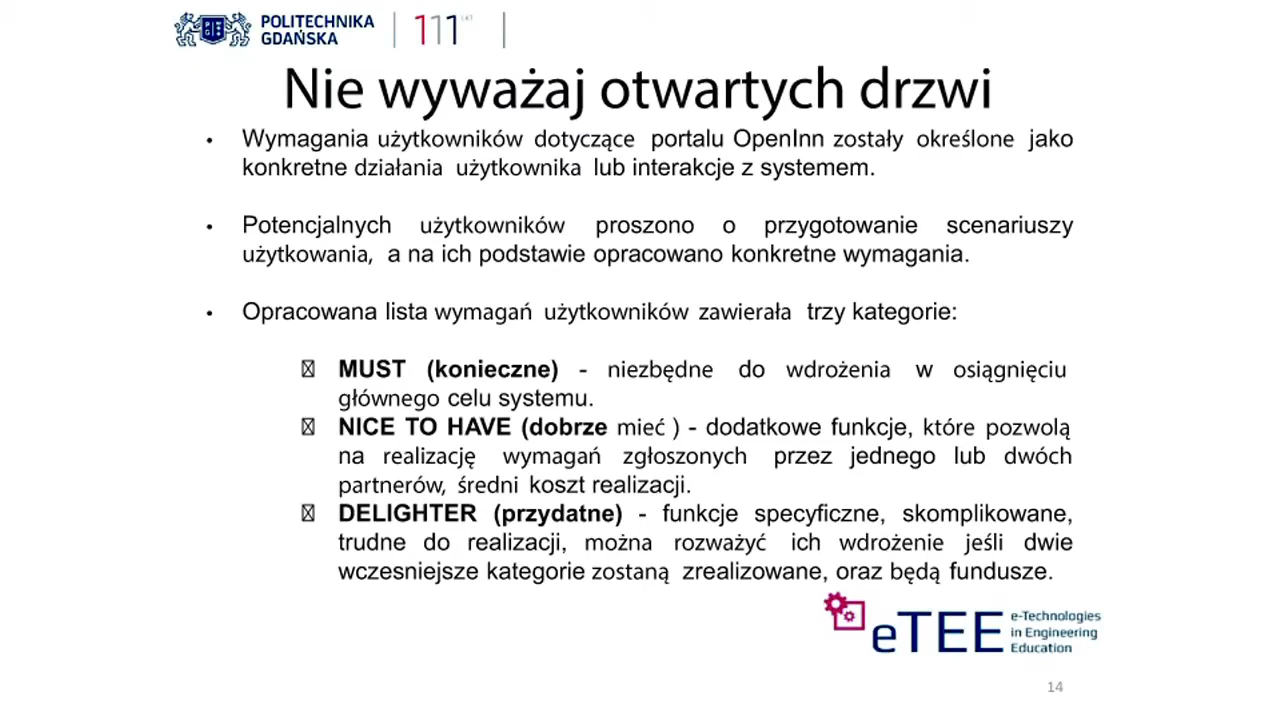 POLITECHNIKA
GDAŃSKA
111 LAT
Nie wyważaj otwartych drzwi
• Wymagania użytkowników dotyczące portalu OpenInn zostały określone jako
konkretne działania użytkownika lub interakcje z systemem.
• Potencjalnych użytkowników proszono o przygotowanie scenariuszy
użytkowania, a na ich podstawie opracowano konkretne wymagania.
• Opracowana lista wymagań użytkowników zawierała trzy kategorie:
MUST (konieczne) - niezbędne do wdrożenia w osiągnięciu
głównego celu systemu.
NICE TO HAVE (dobrze mieć ) - dodatkowe funkcje, które pozwolą
na realizację wymagań zgłoszonych przez jednego lub dwóch
partnerów, średni koszt realizacji.
DELIGHTER (przydatne) - funkcje specyficzne, skomplikowane,
trudne do realizacji, można rozważyć ich wdrożenie jeśli dwie
wczesniejsze kategorie zostaną zrealizowane, oraz będą fundusze.
eTEE
e-Technologies
in Engineering
Education
14